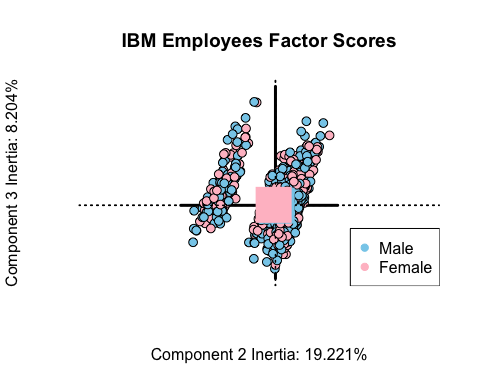 IBM Employees Factor Scores
Component 3 Inertia: 8.204%
Male
Female
Component 2 Inertia: 19.221%